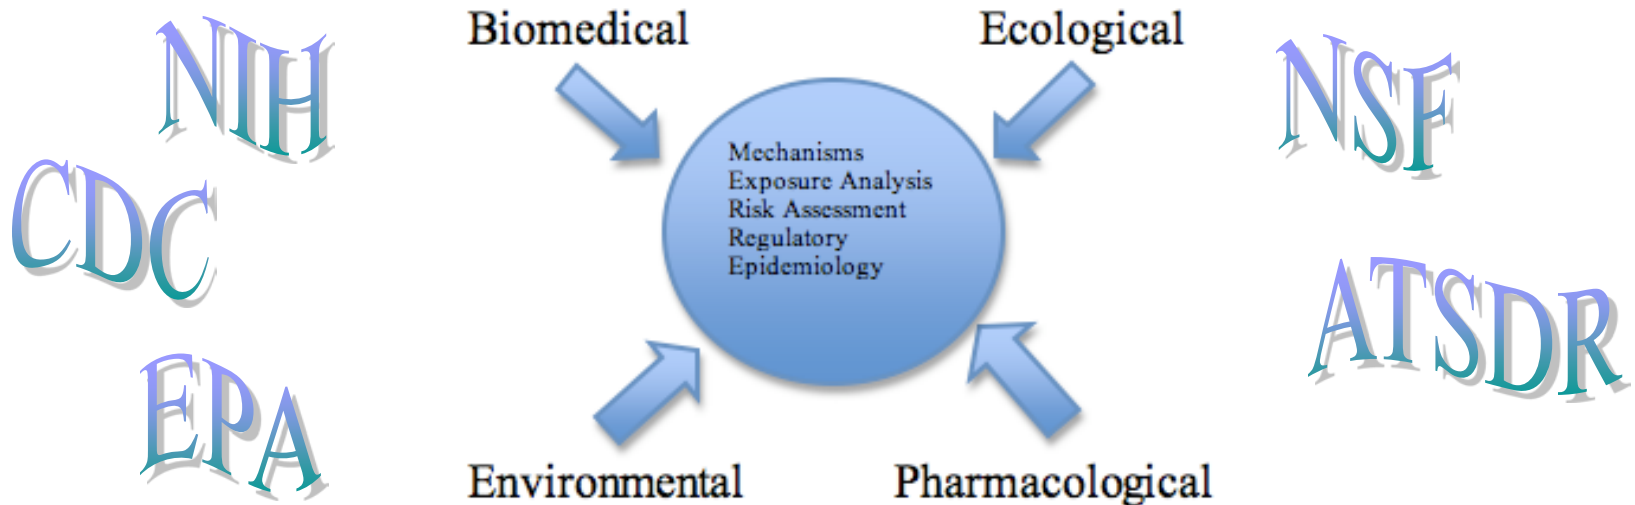 NIH
CDC
EPA
Biomedical
Ecological
Mechanisms
Exposure Analysis
Risk Assessment
Regulatory
Epidemiology
Environmental
Pharmacological
NSF
ATSDR